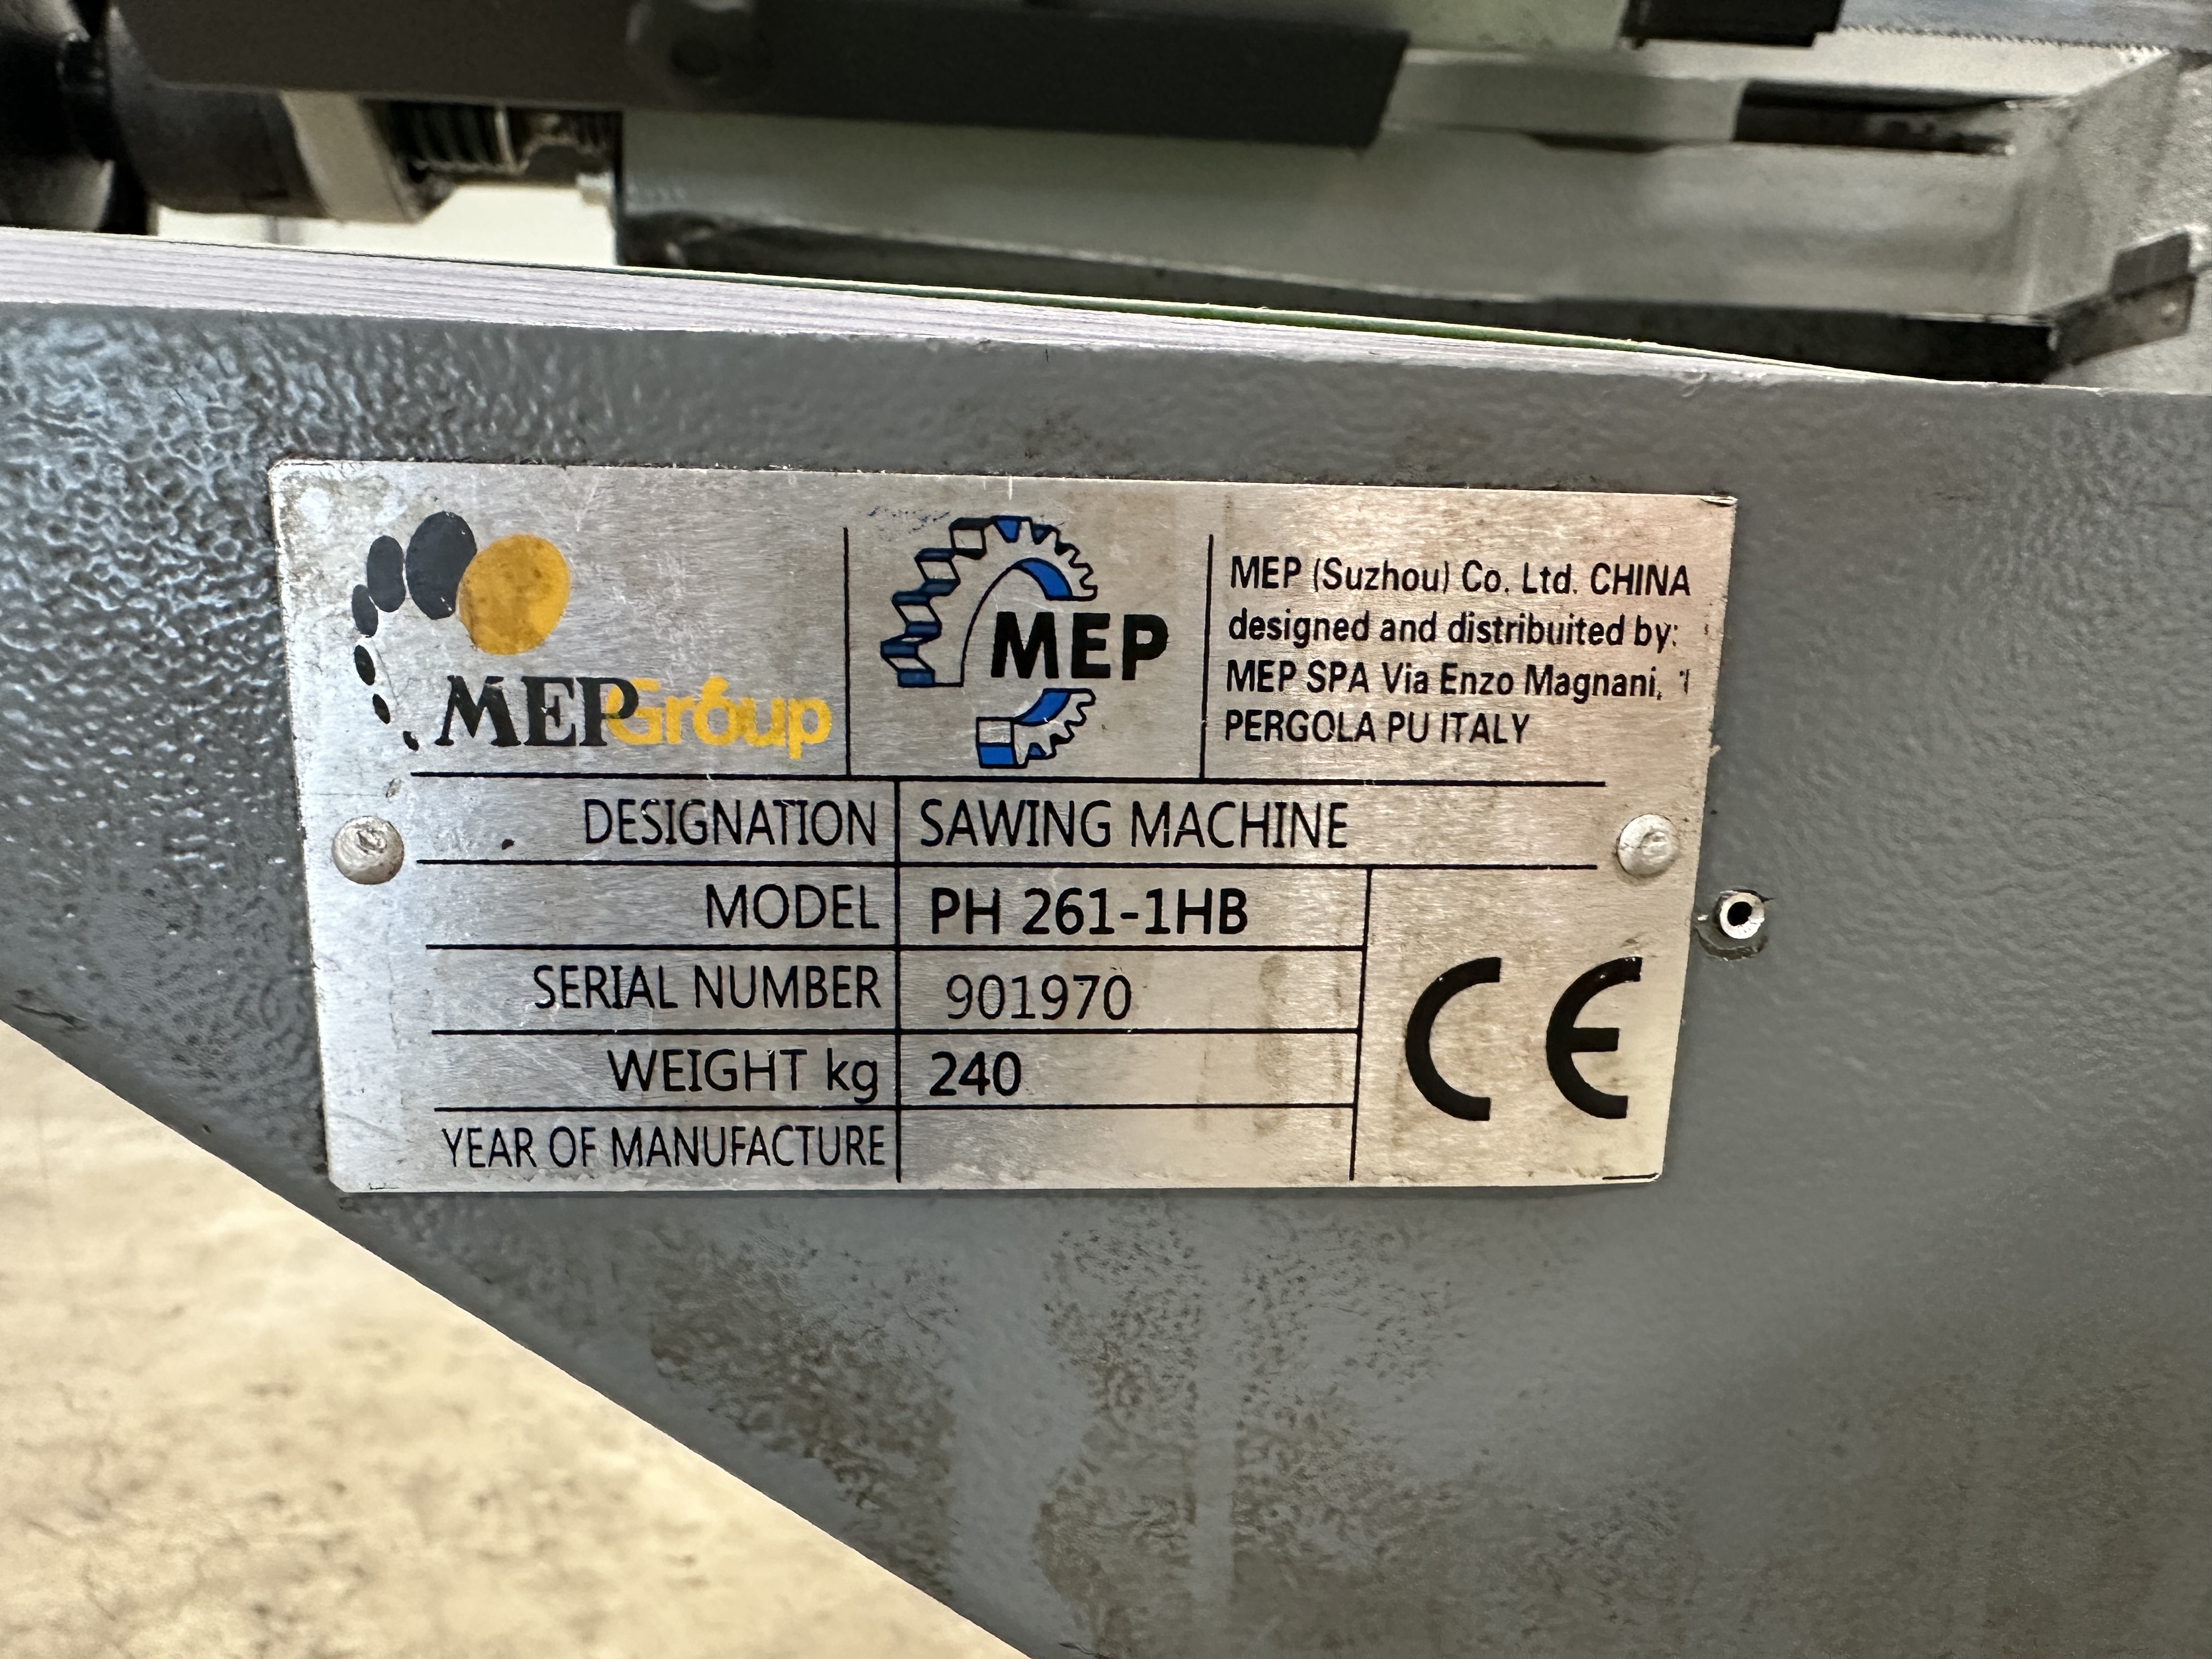 MEPGroup
MEP
MEP (Suzhou) Co. Ltd. CHINA
designed and distribuited by:
MEP SPA Via Enzo Magnani, 1
PERGOLA PU ITALY
DESIGNATION SAWING MACHINE
MODEL PH 261-1HB
SERIAL NUMBER 901970
WEIGHT kg 240
YEAR OF MANUFACTURE
CE